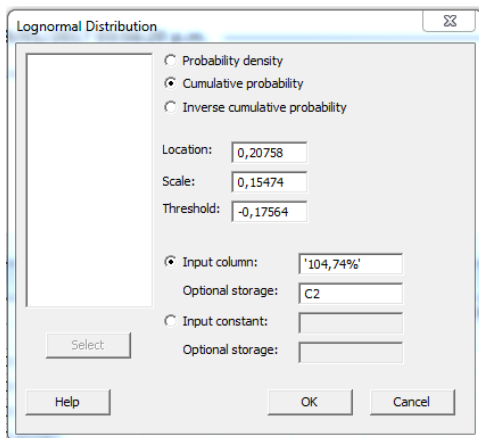 Lognormal Distribution
Probability density
Cumulative probability
Inverse cumulative probability
Location: 0,20758
Scale: 0,15474
Threshold: -0,17564
Input column: '104,74%'
Optional storage: C2
Input constant:
Optional storage:
Select
Help OK Cancel